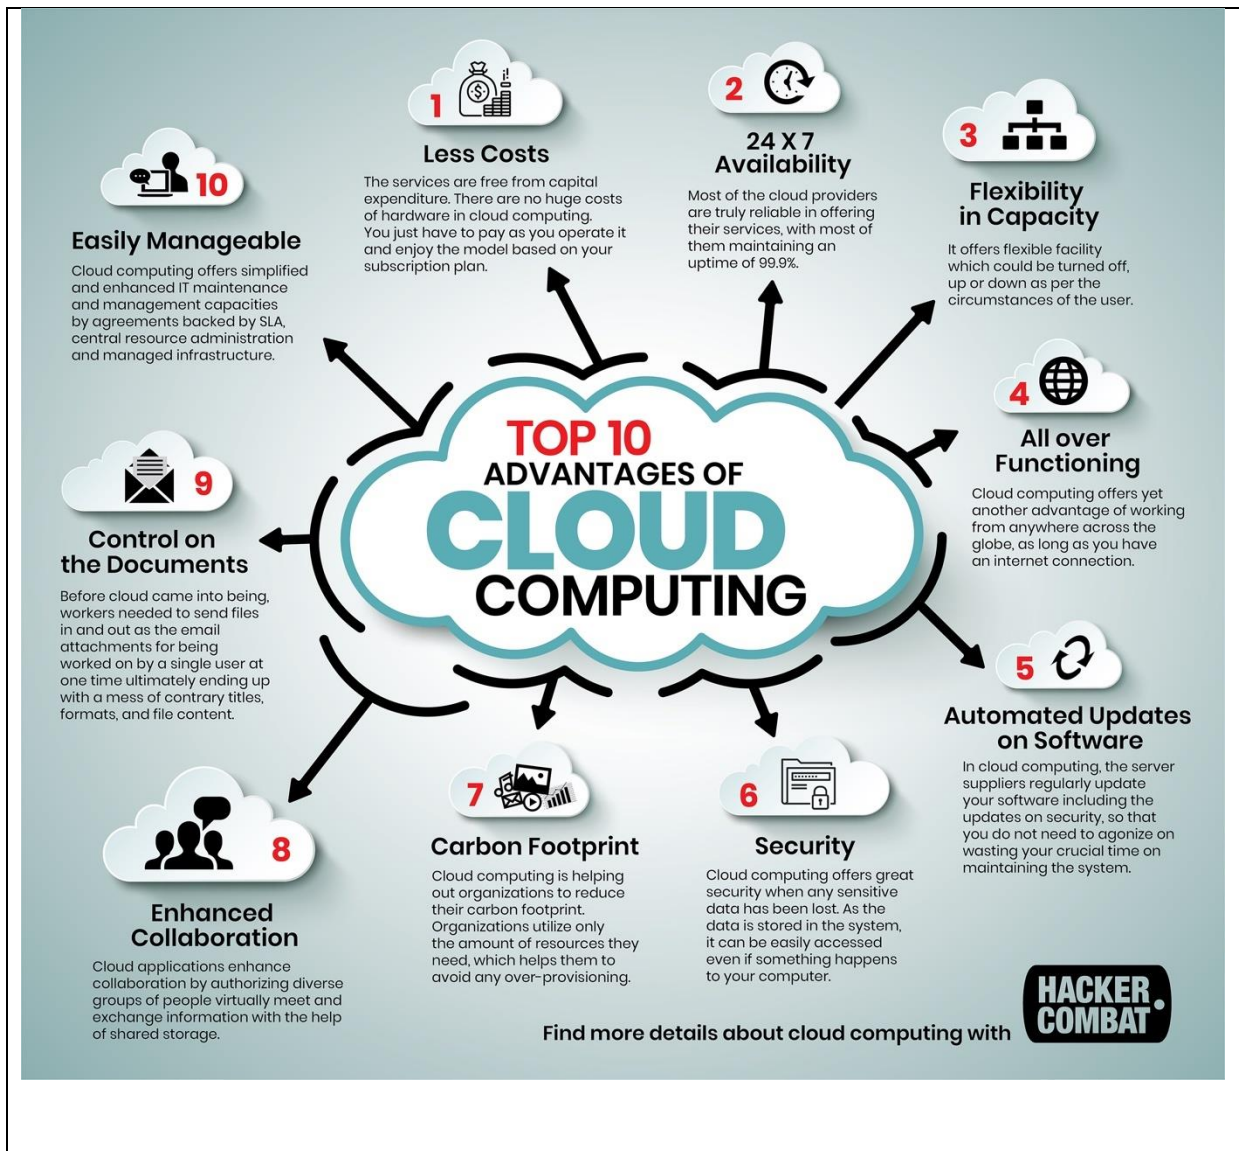 TOP 10
ADVANTAGES OF
CLOUD
COMPUTING
1
Less Costs
The services are free from capital
expenditure. There are no huge costs
of hardware in cloud computing.
You just have to pay as you operate it
and enjoy the model based on your
subscription plan.
2
24 X 7
Availability
Most of the cloud providers
are truly reliable in offering
their services, with most of
them maintaining an
uptime of 99.9%.
3
Flexibility
in Capacity
It offers flexible facility
which could be turned off,
up or down as per the
circumstances of the user.
4
All over
Functioning
Cloud computing offers yet
another advantage of working
from anywhere across the
globe, as long as you have
an internet connection.
5
Automated Updates
on Software
In cloud computing, the server
suppliers regularly update
your software including the
updates on security, so that
you do not need to agonize on
wasting your crucial time on
maintaining the system.
6
Security
Cloud computing offers great
security when any sensitive
data has been lost. As the
data is stored in the system,
it can be easily accessed
even if something happens
to your computer.
7
Carbon Footprint
Cloud computing is helping
out organizations to reduce
their carbon footprint.
Organizations utilize only
the amount of resources they
need, which helps them to
avoid any over-provisioning.
8
Enhanced
Collaboration
Cloud applications enhance
collaboration by authorizing diverse
groups of people virtually meet and
exchange information with the help
of shared storage.
9
Control on
the Documents
Before cloud came into being,
workers needed to send files
in and out as the email
attachments for being
worked on by a single user at
one time ultimately ending up
with a mess of contrary titles,
formats, and file content.
10
Easily Manageable
Cloud computing offers simplified
and enhanced IT maintenance
and management capacities
by agreements backed by SLA,
central resource administration
and managed infrastructure.
Find more details about cloud computing with
HACKER
COMBAT